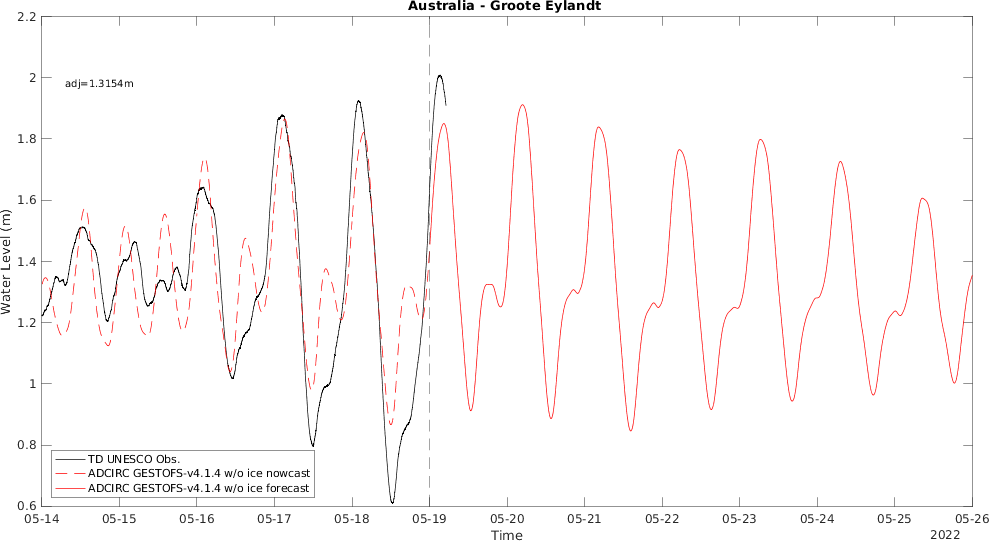 Australia - Groote Eylandt
2.2
2
1.8
1.6
1.4
1.2
1
0.8
0.6
Water Level (m)
adj=1.3154m
TD UNESCO Obs.
ADCIRC GESTOFS-v4.1.4 w/o ice nowcast
ADCIRC GESTOFS-v4.1.4 w/o ice forecast
05-14 05-15 05-16 05-17 05-18 05-19 05-20 05-21 05-22 05-23 05-24 05-25 05-26
Time
2022